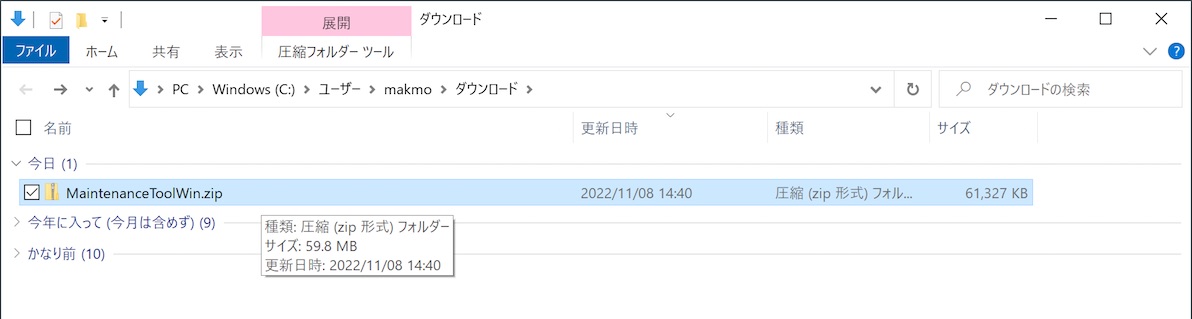 展開
ダウンロード
ファイル
ホーム
共有
表示
圧縮フォルダー ツール
?
PC
Windows (C:)
ユーザー
makmo
ダウンロード
ダウンロードの検索
名前
更新日時
種類
サイズ
今日 (1)
MaintenanceToolWin.zip
2022/11/08 14:40
圧縮 (zip 形式) フォル...
61,327 KB
今年に入って (今月は含めず) (9)
種類: 圧縮 (zip 形式) フォルダー
サイズ: 59.8 MB
更新日時: 2022/11/08 14:40
かなり前 (10)